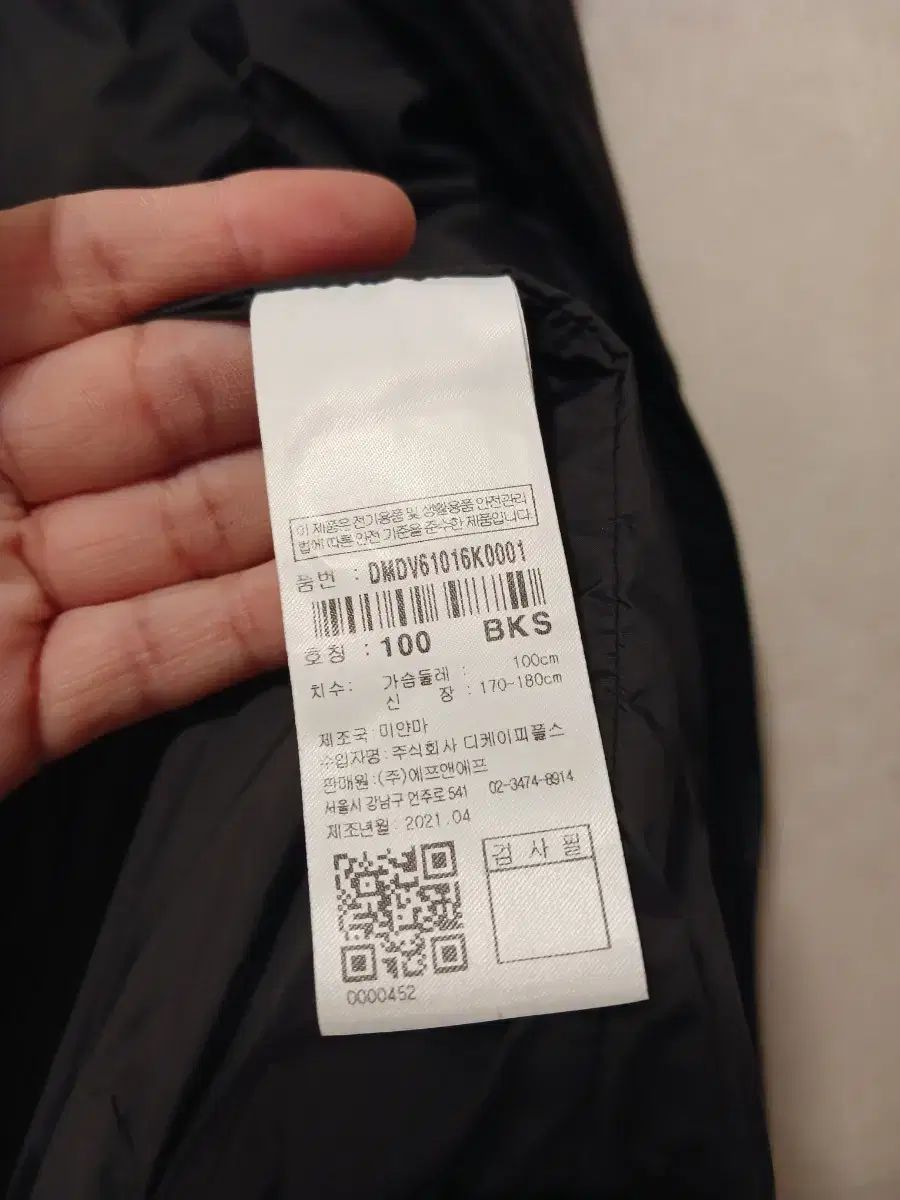 이 제품은 전기용품 및 생활용품 안전관리
법에 따른 안전 기준을 준수한 제품입니다
품번 : DMDV61016K0001
호칭 : 100 BKS
치수: 가슴둘레 : 100cm
신 장 : 170~180cm
제조국: 미얀마
수입자명: 주식회사 디케이피플스
판매원:(주)에프앤에프
서울시 강남구 언주로 541 02-3474-8914
제조년월: 2021.04
검 사 필
0000452